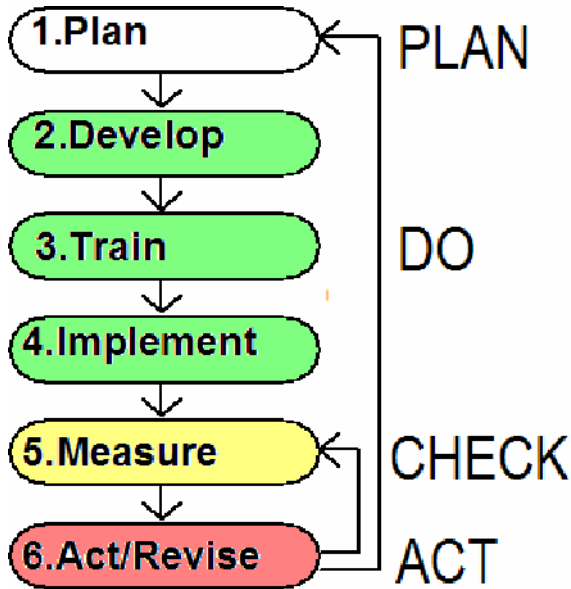 1.Plan
PLAN
2.Develop
3.Train
DO
4.Implement
5.Measure
CHECK
6.Act/Revise
ACT